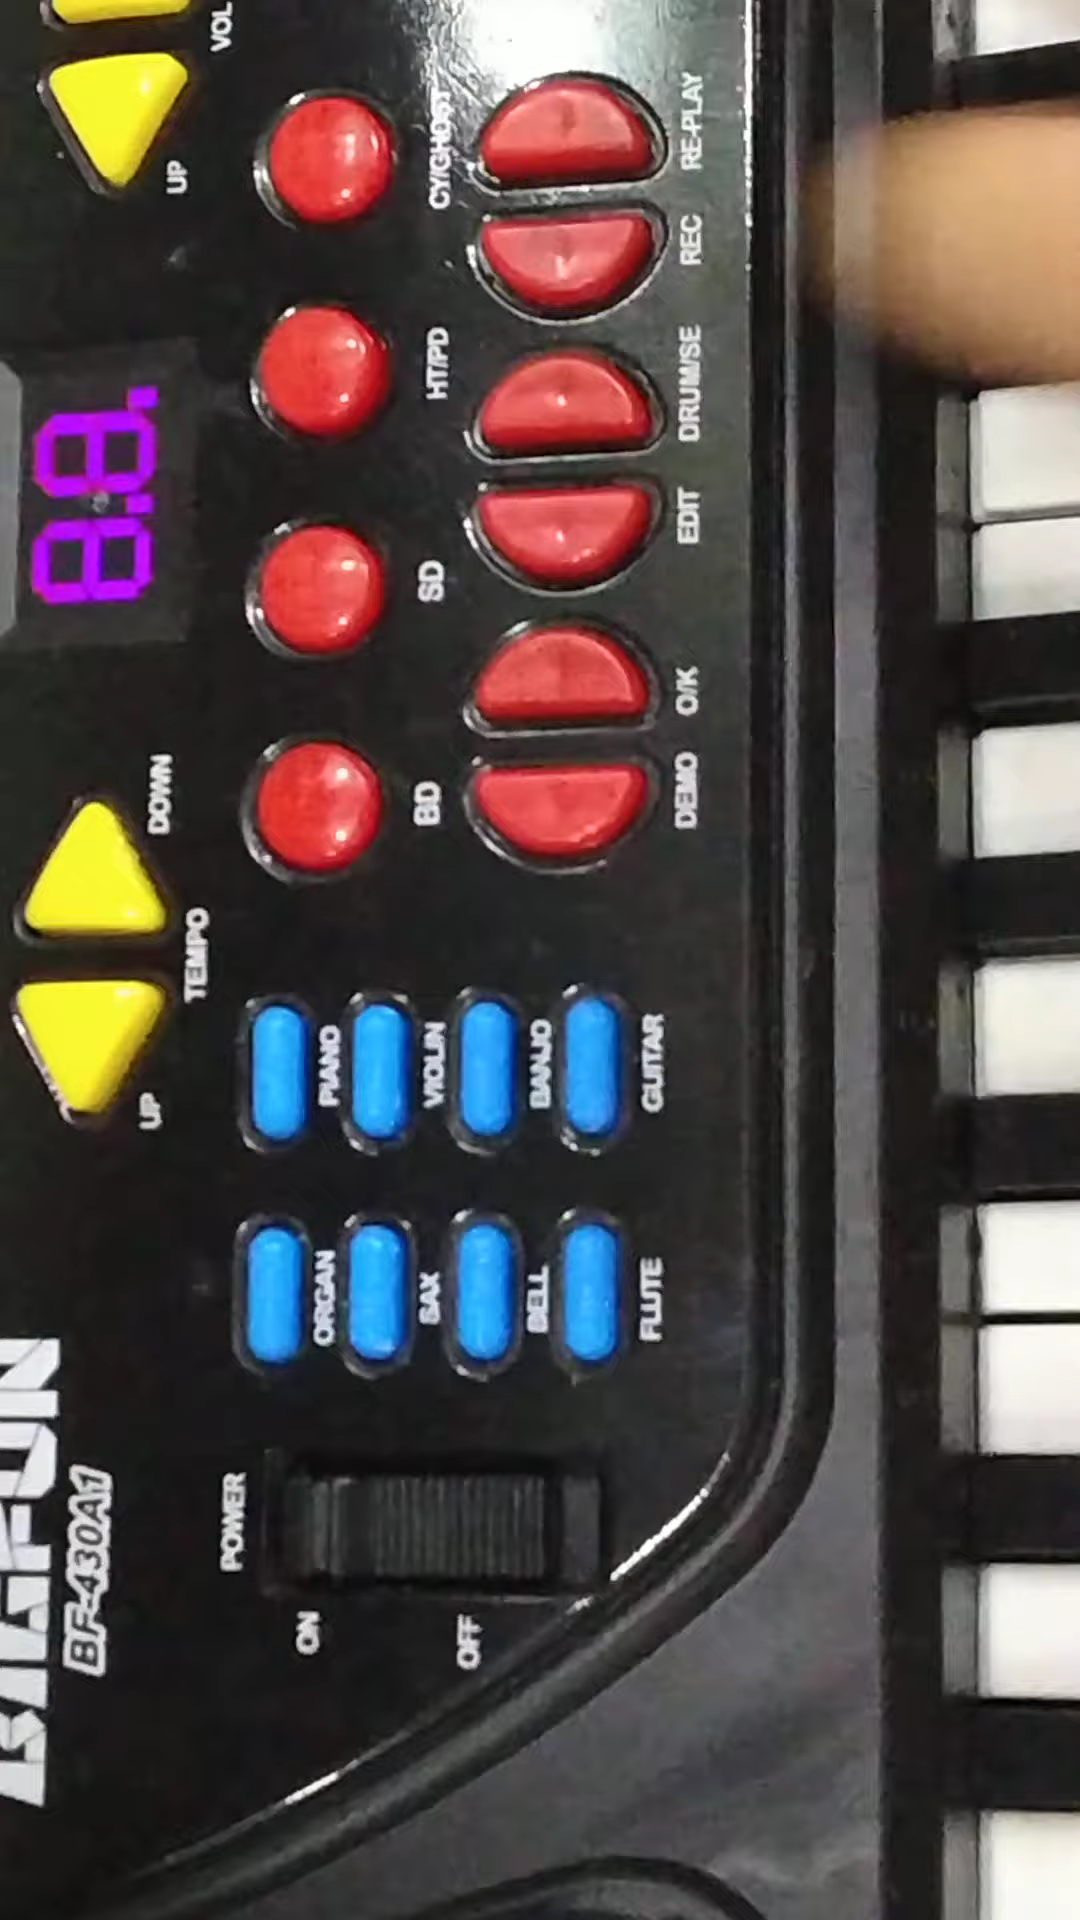 BF-430A1
8.8.
UP
TEMPO
DOWN
UP
VOL
POWER
ON
OFF
ORGAN
PIANO
SAX
VIOLIN
BELL
BANJO
FLUTE
GUITAR
BD
SD
HT/PD
CY/GHOST
DEMO
O/K
EDIT
DRUM/SE
REC
RE-PLAY